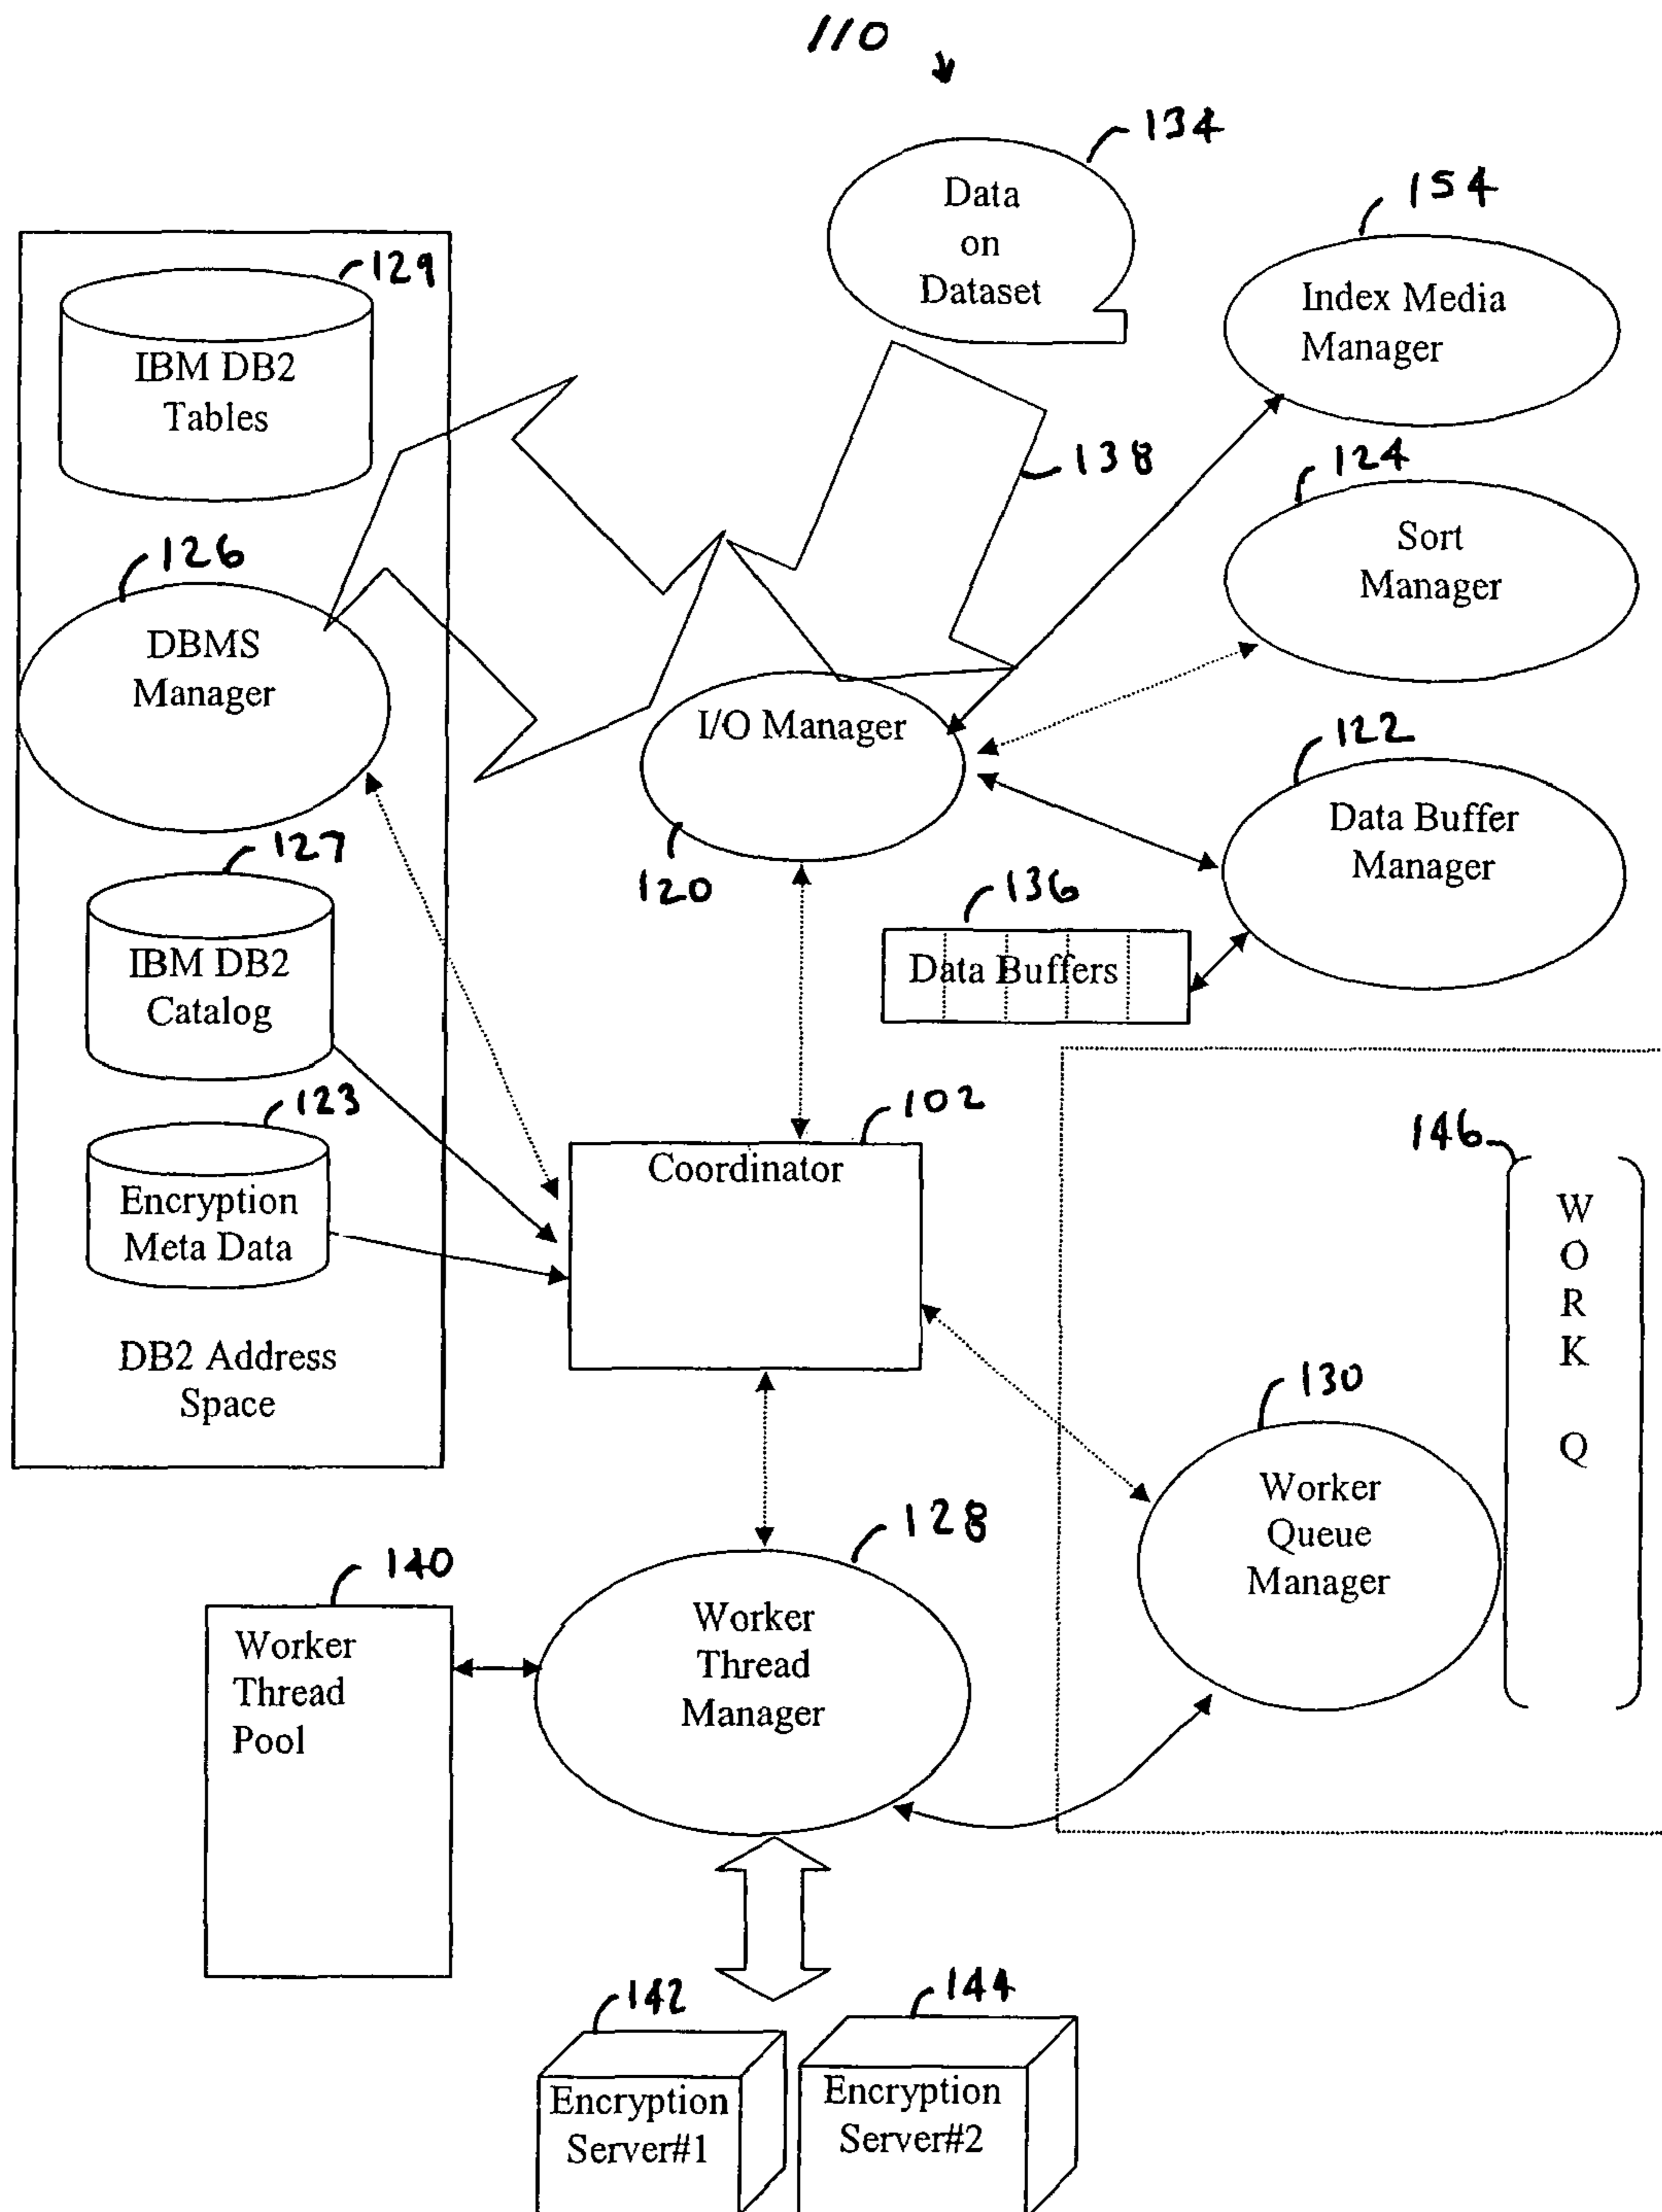 110
134
Data
on
Dataset
154
Index Media
Manager
129
IBM DB2
Tables
138
124
Sort
Manager
126
DBMS
Manager
I/O Manager
120
122
Data Buffer
Manager
127
IBM DB2
Catalog
136
Data Buffers
123
Encryption
Meta Data
102
Coordinator
146
W
O
R
K
Q
DB2 Address
Space
130
Worker
Queue
Manager
128
Worker
Thread
Manager
140
Worker
Thread
Pool
142
Encryption
Server#1
144
Encryption
Server#2